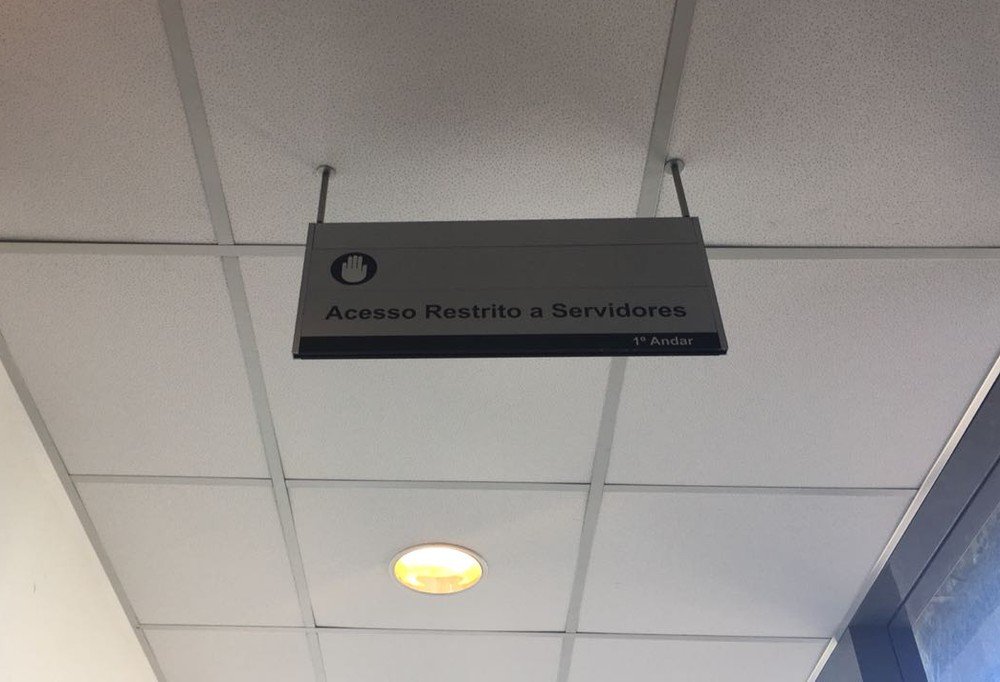 Acesso Restrito a Servidores
1º Andar